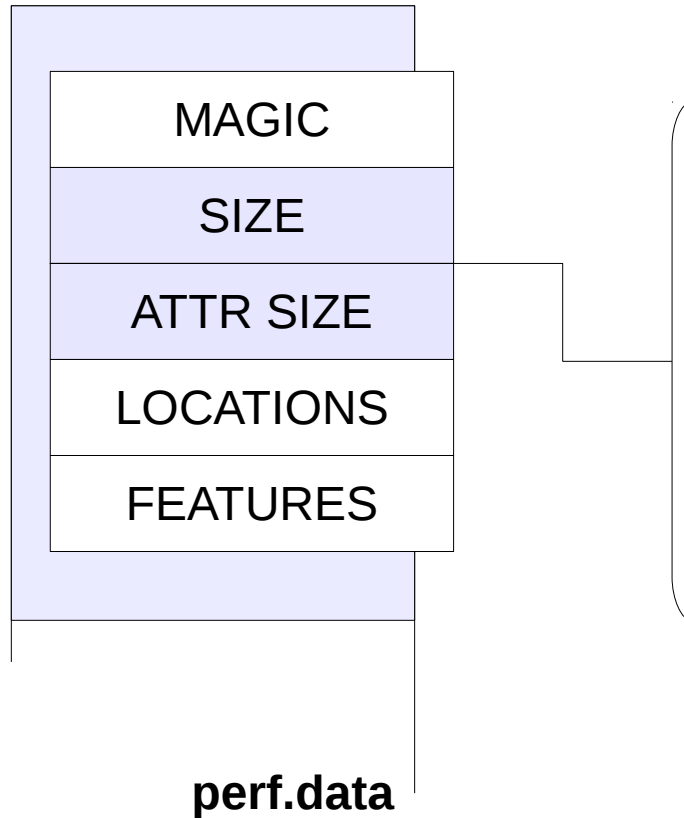 MAGIC
SIZE
ATTR SIZE
LOCATIONS
FEATURES
perf.data